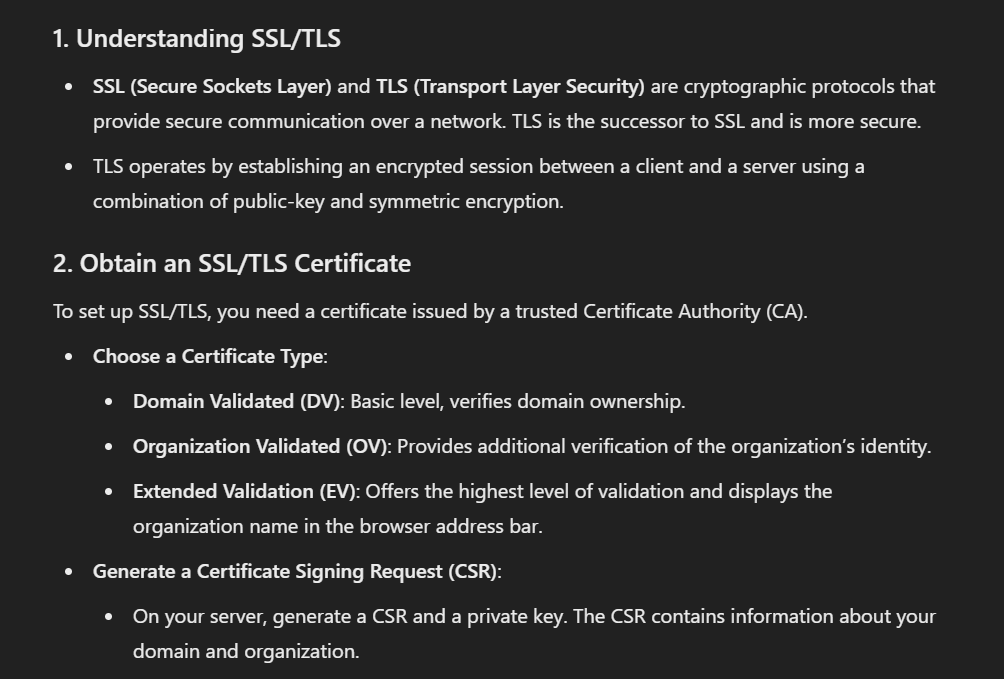 1. Understanding SSL/TLS
• SSL (Secure Sockets Layer) and TLS (Transport Layer Security) are cryptographic protocols that
provide secure communication over a network. TLS is the successor to SSL and is more secure.
• TLS operates by establishing an encrypted session between a client and a server using a
combination of public-key and symmetric encryption.
2. Obtain an SSL/TLS Certificate
To set up SSL/TLS, you need a certificate issued by a trusted Certificate Authority (CA).
• Choose a Certificate Type:
• Domain Validated (DV): Basic level, verifies domain ownership.
• Organization Validated (OV): Provides additional verification of the organization’s identity.
• Extended Validation (EV): Offers the highest level of validation and displays the
organization name in the browser address bar.
• Generate a Certificate Signing Request (CSR):
• On your server, generate a CSR and a private key. The CSR contains information about your
domain and organization.